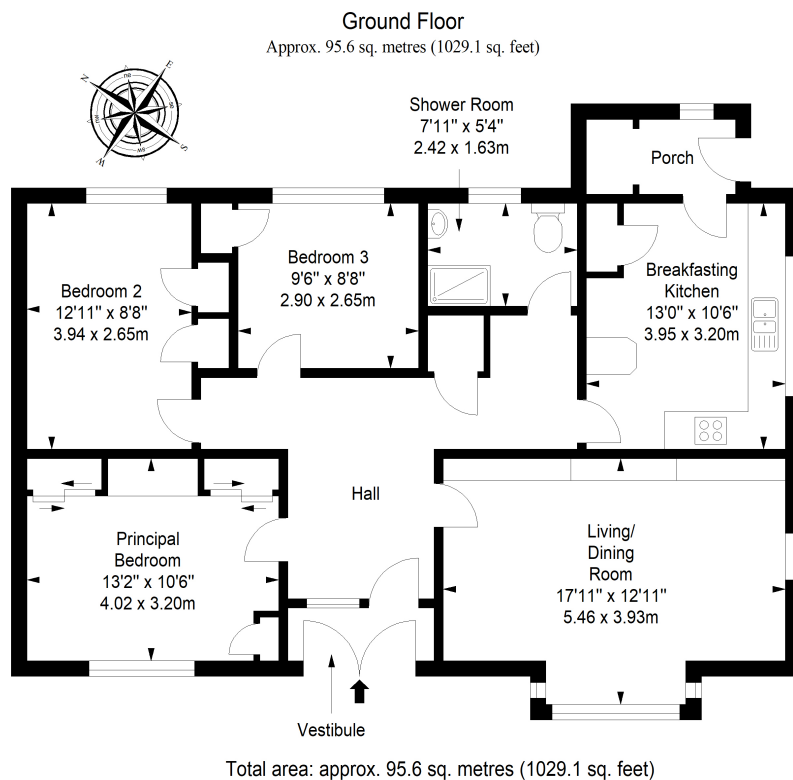 Ground Floor
Approx. 95.6 sq. metres (1029.1 sq. feet)
N
E
S
W
ne
se
sw
nw
Shower Room
7'11" x 5'4"
2.42 x 1.63m
Porch
Bedroom 2
12'11" x 8'8"
3.94 x 2.65m
Bedroom 3
9'6" x 8'8"
2.90 x 2.65m
Breakfasting
Kitchen
13'0" x 10'6"
3.95 x 3.20m
Hall
Principal
Bedroom
13'2" x 10'6"
4.02 x 3.20m
Living/
Dining
Room
17'11" x 12'11"
5.46 x 3.93m
Vestibule
Total area: approx. 95.6 sq. metres (1029.1 sq. feet)